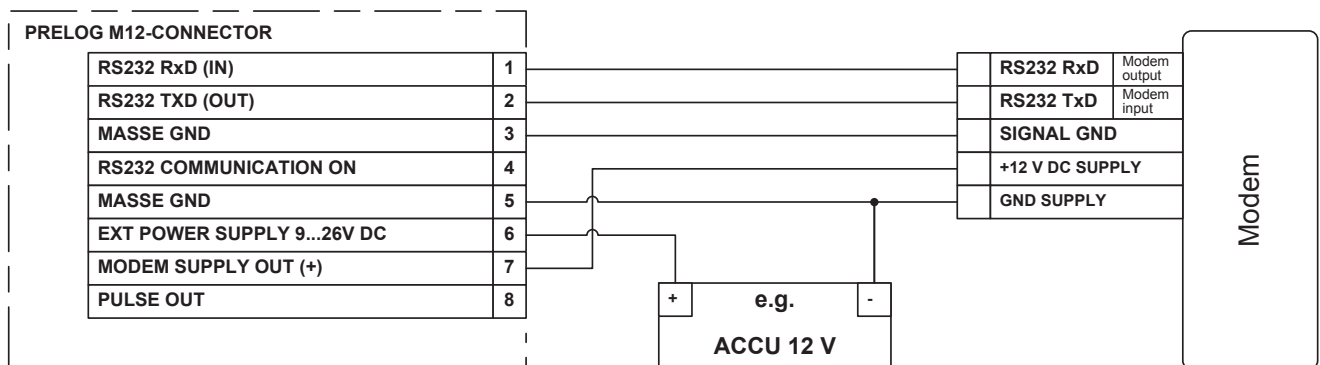 PRELOG M12-CONNECTOR
RS232 RxD (IN) 1
RS232 TXD (OUT) 2
MASSE GND 3
RS232 COMMUNICATION ON 4
MASSE GND 5
EXT POWER SUPPLY 9...26V DC 6
MODEM SUPPLY OUT (+) 7
PULSE OUT 8
+ e.g. -
ACCU 12 V
RS232 RxD Modem output
RS232 TxD Modem input
SIGNAL GND
+12 V DC SUPPLY
GND SUPPLY
Modem